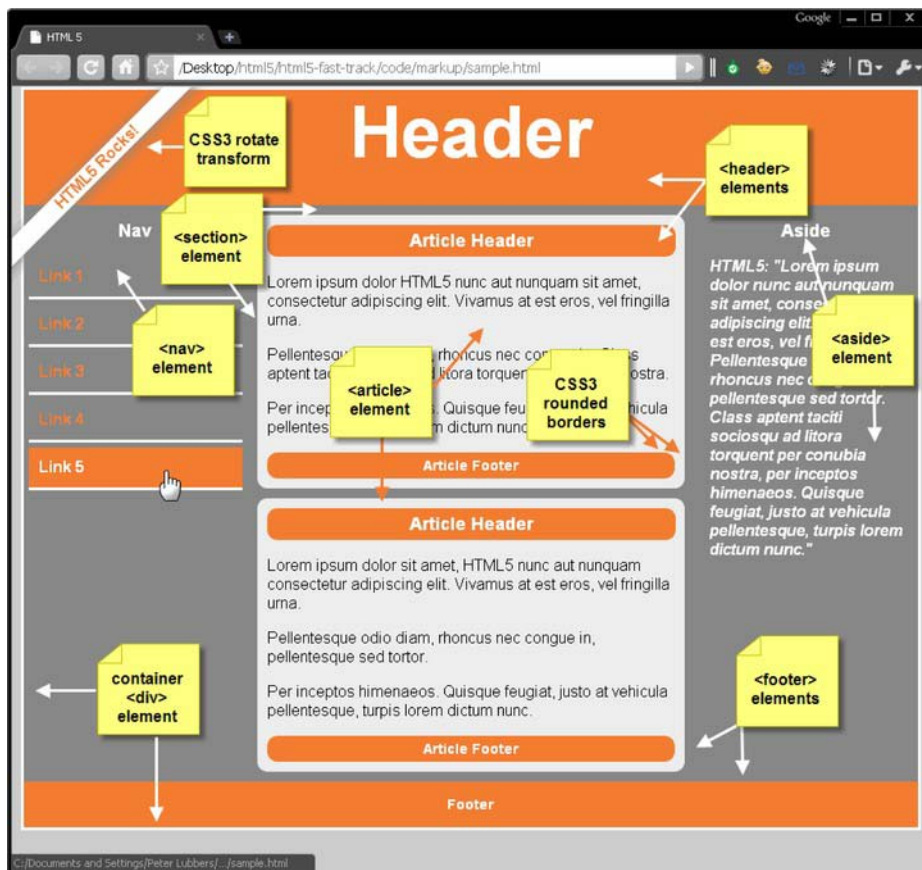 Google
HTML 5
/Desktop/html5/html5-fast-track/code/markup/sample.html
HTML5 Rocks!
CSS3 rotate
transform
Header
<header>
elements
Nav
<section>
element
Link 1
Link 2
Link 3
Link 4
Link 5
<nav>
element
Article Header
Lorem ipsum dolor HTML5 nunc aut nunquam sit amet,
consectetur adipiscing elit. Vivamus at est eros, vel fringilla
urna.
rhoncus nec
aptent litora torquen
Per incep Quisque feu
dictum
<article>
element
CSS3
rounded
borders
Article Footer
Article Header
Lorem ipsum dolor sit amet, HTML5 nunc aut nunquam
consectetur adipiscing elit. Vivamus at est eros, vel fringilla
urna.
Pellentesque odio diam, rhoncus nec congue in,
pellentesque sed tortor.
Per inceptos himenaeos. Quisque feugiat, justo at vehicula
pellentesque, turpis lorem dictum nunc.
Article Footer
Aside
HTML5: "Lorem ipsum
dolor nunc aut nunquam
sit amet,
adipiscing elit.
est eros, vel
Pellentesque
rhoncus nec
pellentesque sed tortor.
Class aptent taciti
sociosqu ad litora
torquent per conubia
nostra, per inceptos
himenaeos. Quisque
feugiat, justo at vehicula
pellentesque, turpis lorem
dictum nunc."
<aside>
element
container
<div>
element
<footer>
elements
Footer
C:/Documents and Settings/Peter Lubbers/.../sample.html